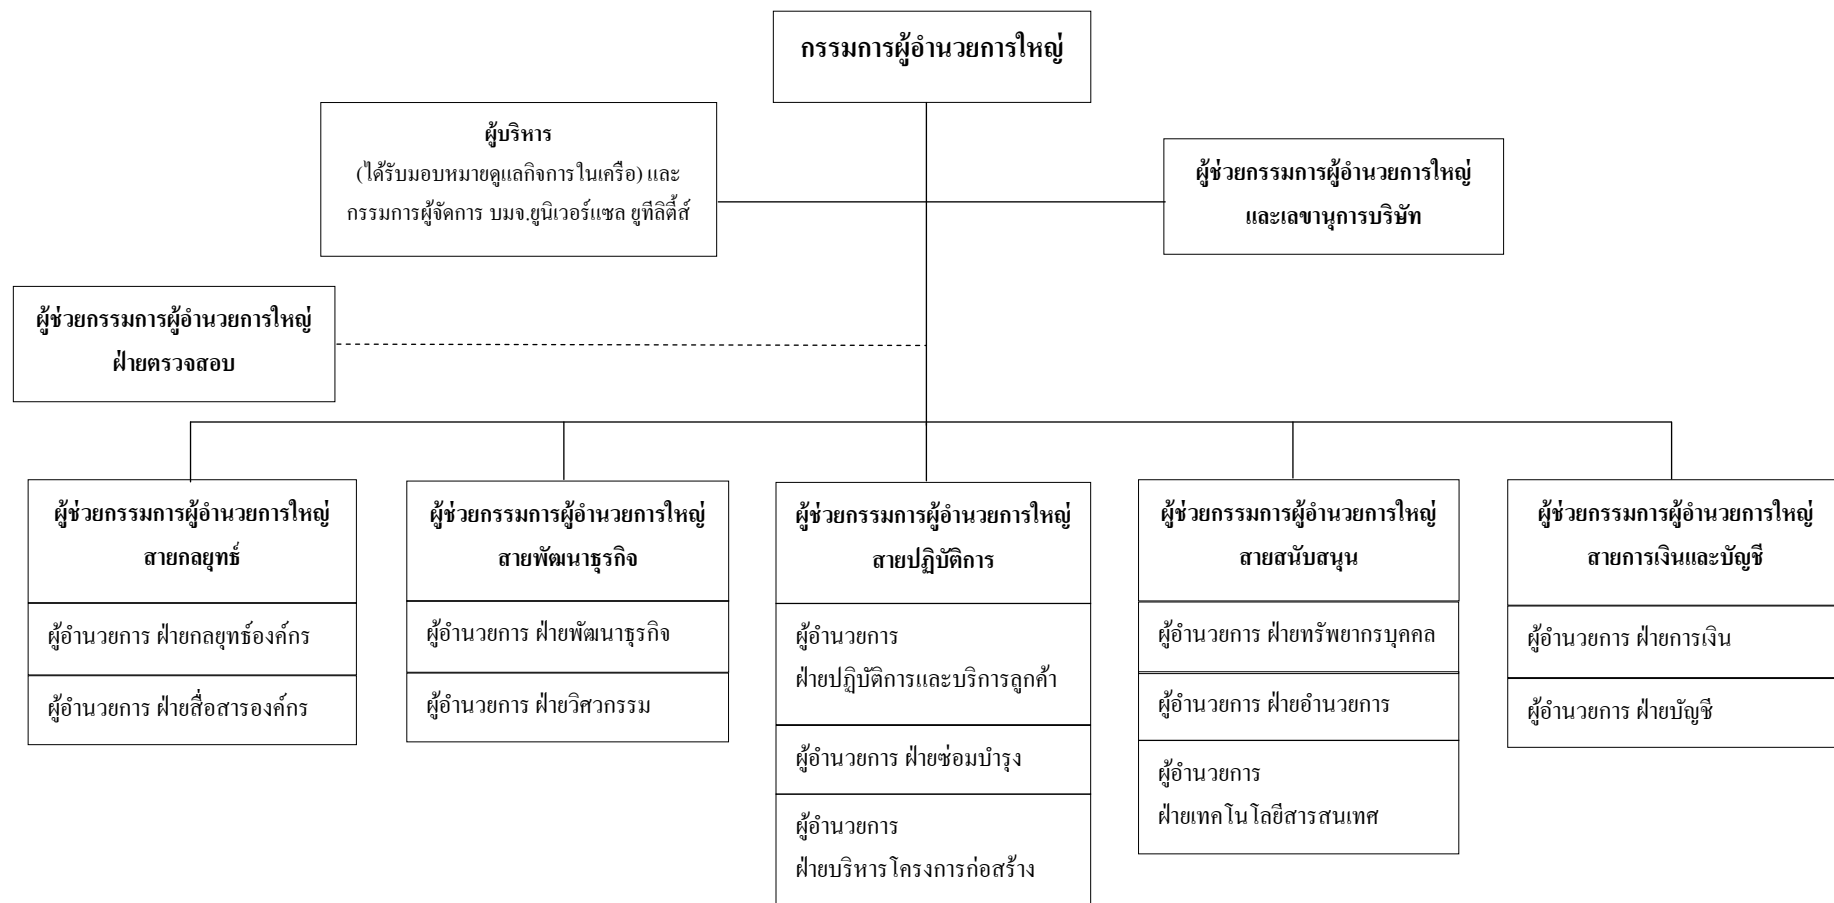 กรรมการผู้อำนวยการใหญ่
ผู้บริหาร
(ได้รับมอบหมายดูแลกิจการในเครือ) และ
กรรมการผู้จัดการ บมจ.ยูนิเวอร์แซล ยูทีลิตี้ส์
ผู้ช่วยกรรมการผู้อำนวยการใหญ่
และเลขานุการบริษัท
ผู้ช่วยกรรมการผู้อำนวยการใหญ่
ฝ่ายตรวจสอบ
ผู้ช่วยกรรมการผู้อำนวยการใหญ่
สายกลยุทธ์
ผู้อำนวยการ ฝ่ายกลยุทธ์องค์กร
ผู้อำนวยการ ฝ่ายสื่อสารองค์กร
ผู้ช่วยกรรมการผู้อำนวยการใหญ่
สายพัฒนาธุรกิจ
ผู้อำนวยการ ฝ่ายพัฒนาธุรกิจ
ผู้อำนวยการ ฝ่ายวิศวกรรม
ผู้ช่วยกรรมการผู้อำนวยการใหญ่
สายปฏิบัติการ
ผู้อำนวยการ
ฝ่ายปฏิบัติการและบริการลูกค้า
ผู้อำนวยการ ฝ่ายซ่อมบำรุง
ผู้อำนวยการ
ฝ่ายบริหารโครงการก่อสร้าง
ผู้ช่วยกรรมการผู้อำนวยการใหญ่
สายสนับสนุน
ผู้อำนวยการ ฝ่ายทรัพยากรบุคคล
ผู้อำนวยการ ฝ่ายอำนวยการ
ผู้อำนวยการ
ฝ่ายเทคโนโลยีสารสนเทศ
ผู้ช่วยกรรมการผู้อำนวยการใหญ่
สายการเงินและบัญชี
ผู้อำนวยการ ฝ่ายการเงิน
ผู้อำนวยการ ฝ่ายบัญชี